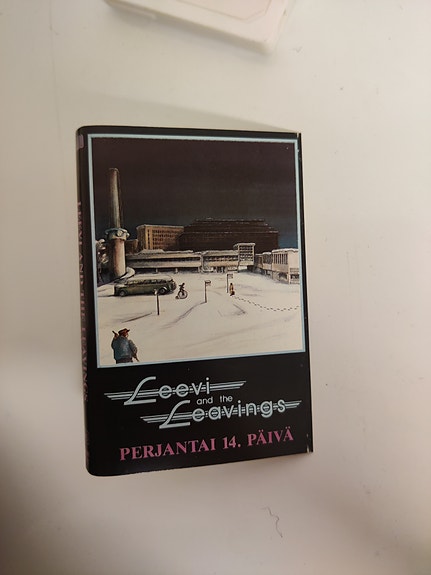 Leevi
and the
Leavings
PERJANTAI 14. PÄIVÄ
LEEVI AND THE LEAVINGS